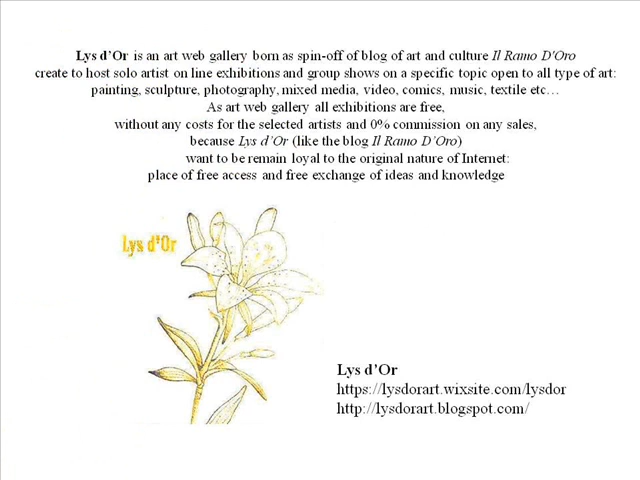 Lys d’Or is an art web gallery born as spin-off of blog of art and culture Il Ramo D'Oro
create to host solo artist on line exhibitions and group shows on a specific topic open to all type of art:
painting, sculpture, photography, mixed media, video, comics, music, textile etc…
As art web gallery all exhibitions are free,
without any costs for the selected artists and 0% commission on any sales,
because Lys d’Or (like the blog Il Ramo D’Oro)
want to be remain loyal to the original nature of Internet:
place of free access and free exchange of ideas and knowledge
Lys d'Or
Lys d’Or
https://lysdorart.wixsite.com/lysdor
http://lysdorart.blogspot.com/